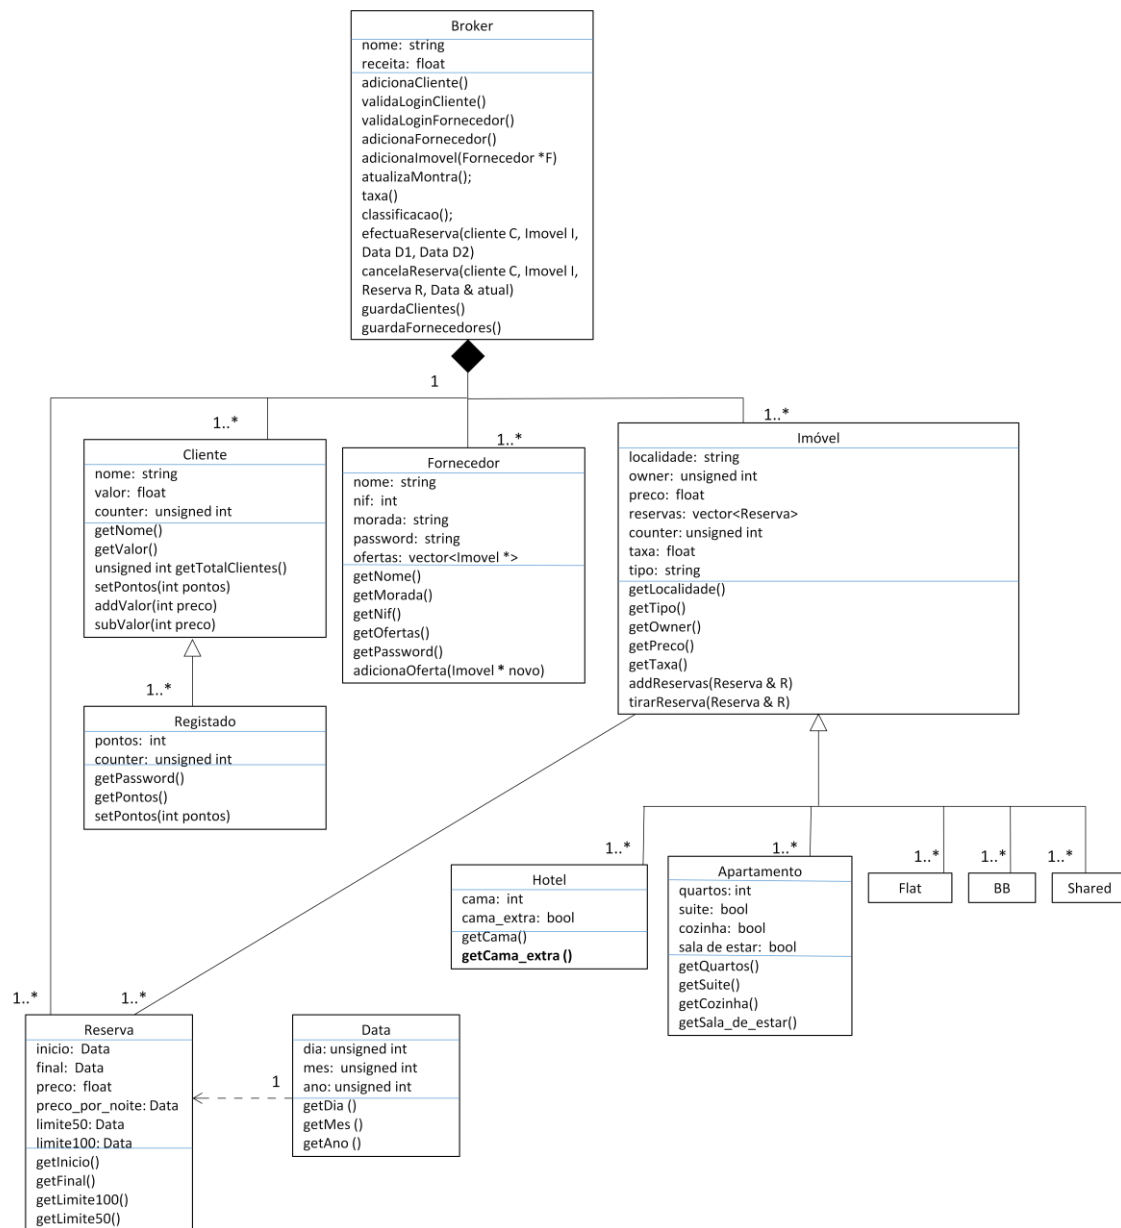 Broker
nome: string
receita: float
adicionaCliente()
validaLoginCliente()
validaLoginFornecedor()
adicionaFornecedor()
adicionaImovel(Fornecedor *F)
atualizaMontra();
taxa()
classificacao();
efectuaReserva(cliente C, Imovel I,
Data D1, Data D2)
cancelaReserva(cliente C, Imovel I,
Reserva R, Data & atual)
guardaClientes()
guardaFornecedores()
1
1..*
1..*
1..*
Cliente
nome: string
valor: float
counter: unsigned int
getNome()
getValor()
unsigned int getTotalClientes()
setPontos(int pontos)
addValor(int preco)
subValor(int preco)
Fornecedor
nome: string
nif: int
morada: string
password: string
ofertas: vector<Imovel *>
getNome()
getMorada()
getNif()
getOfertas()
getPassword()
adicionaOferta(Imovel * novo)
Imóvel
localidade: string
owner: unsigned int
preco: float
reservas: vector<Reserva>
counter: unsigned int
taxa: float
tipo: string
getLocalidade()
getTipo()
getOwner()
getPreco()
getTaxa()
addReservas(Reserva & R)
tirarReserva(Reserva & R)
1..*
Registado
pontos: int
counter: unsigned int
getPassword()
getPontos()
setPontos(int pontos)
1..*
1..*
1..*
1..*
1..*
Hotel
cama: int
cama_extra: bool
getCama()
getCama_extra ()
Apartamento
quartos: int
suite: bool
cozinha: bool
sala de estar: bool
getQuartos()
getSuite()
getCozinha()
getSala_de_estar()
Flat
BB
Shared
1..*
1..*
Reserva
inicio: Data
final: Data
preco: float
preco_por_noite: Data
limite50: Data
limite100: Data
getInicio()
getFinal()
getLimite100()
getLimite50()
1
Data
dia: unsigned int
mes: unsigned int
ano: unsigned int
getDia ()
getMes ()
getAno ()